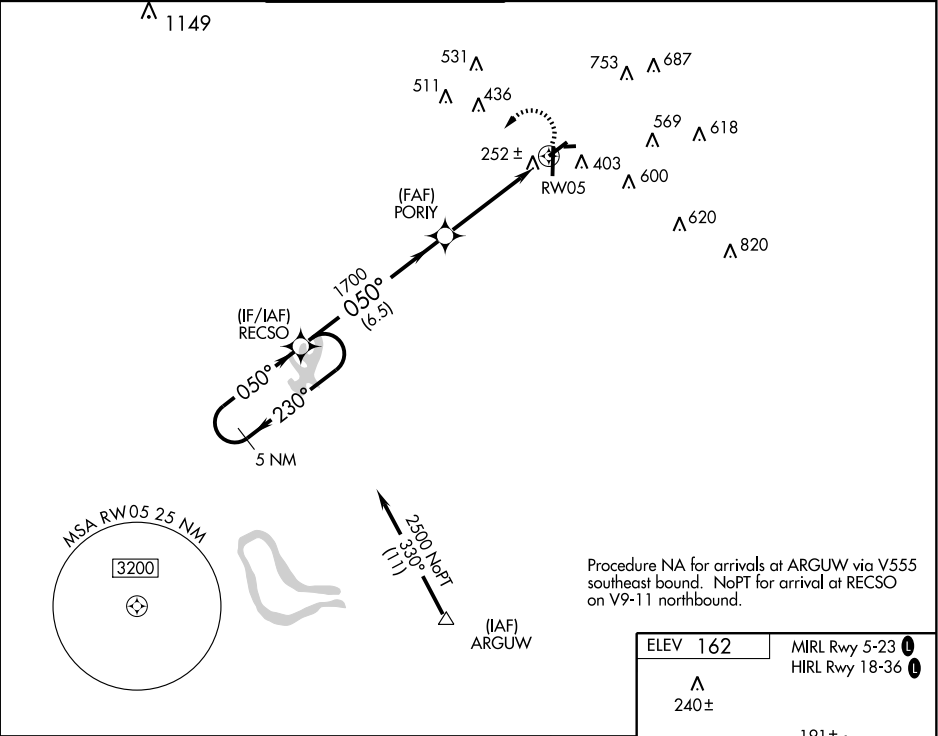 1149
531
511
436
753
687
569
618
252 ±
403
RW05
600
620
820
(FAF)
PORIY
1700
050°
(6.5)
(IF/IAF)
RECSO
050°
230°
5 NM
MSA RW05 25 NM
3200
2500 NoPT
330°
(11)
(IAF)
ARGUW
Procedure NA for arrivals at ARGUW via V555
southeast bound. NoPT for arrival at RECSO
on V9-11 northbound.
ELEV 162
MIRL Rwy 5-23 L
HIRL Rwy 18-36 L
240 ±
191 ±